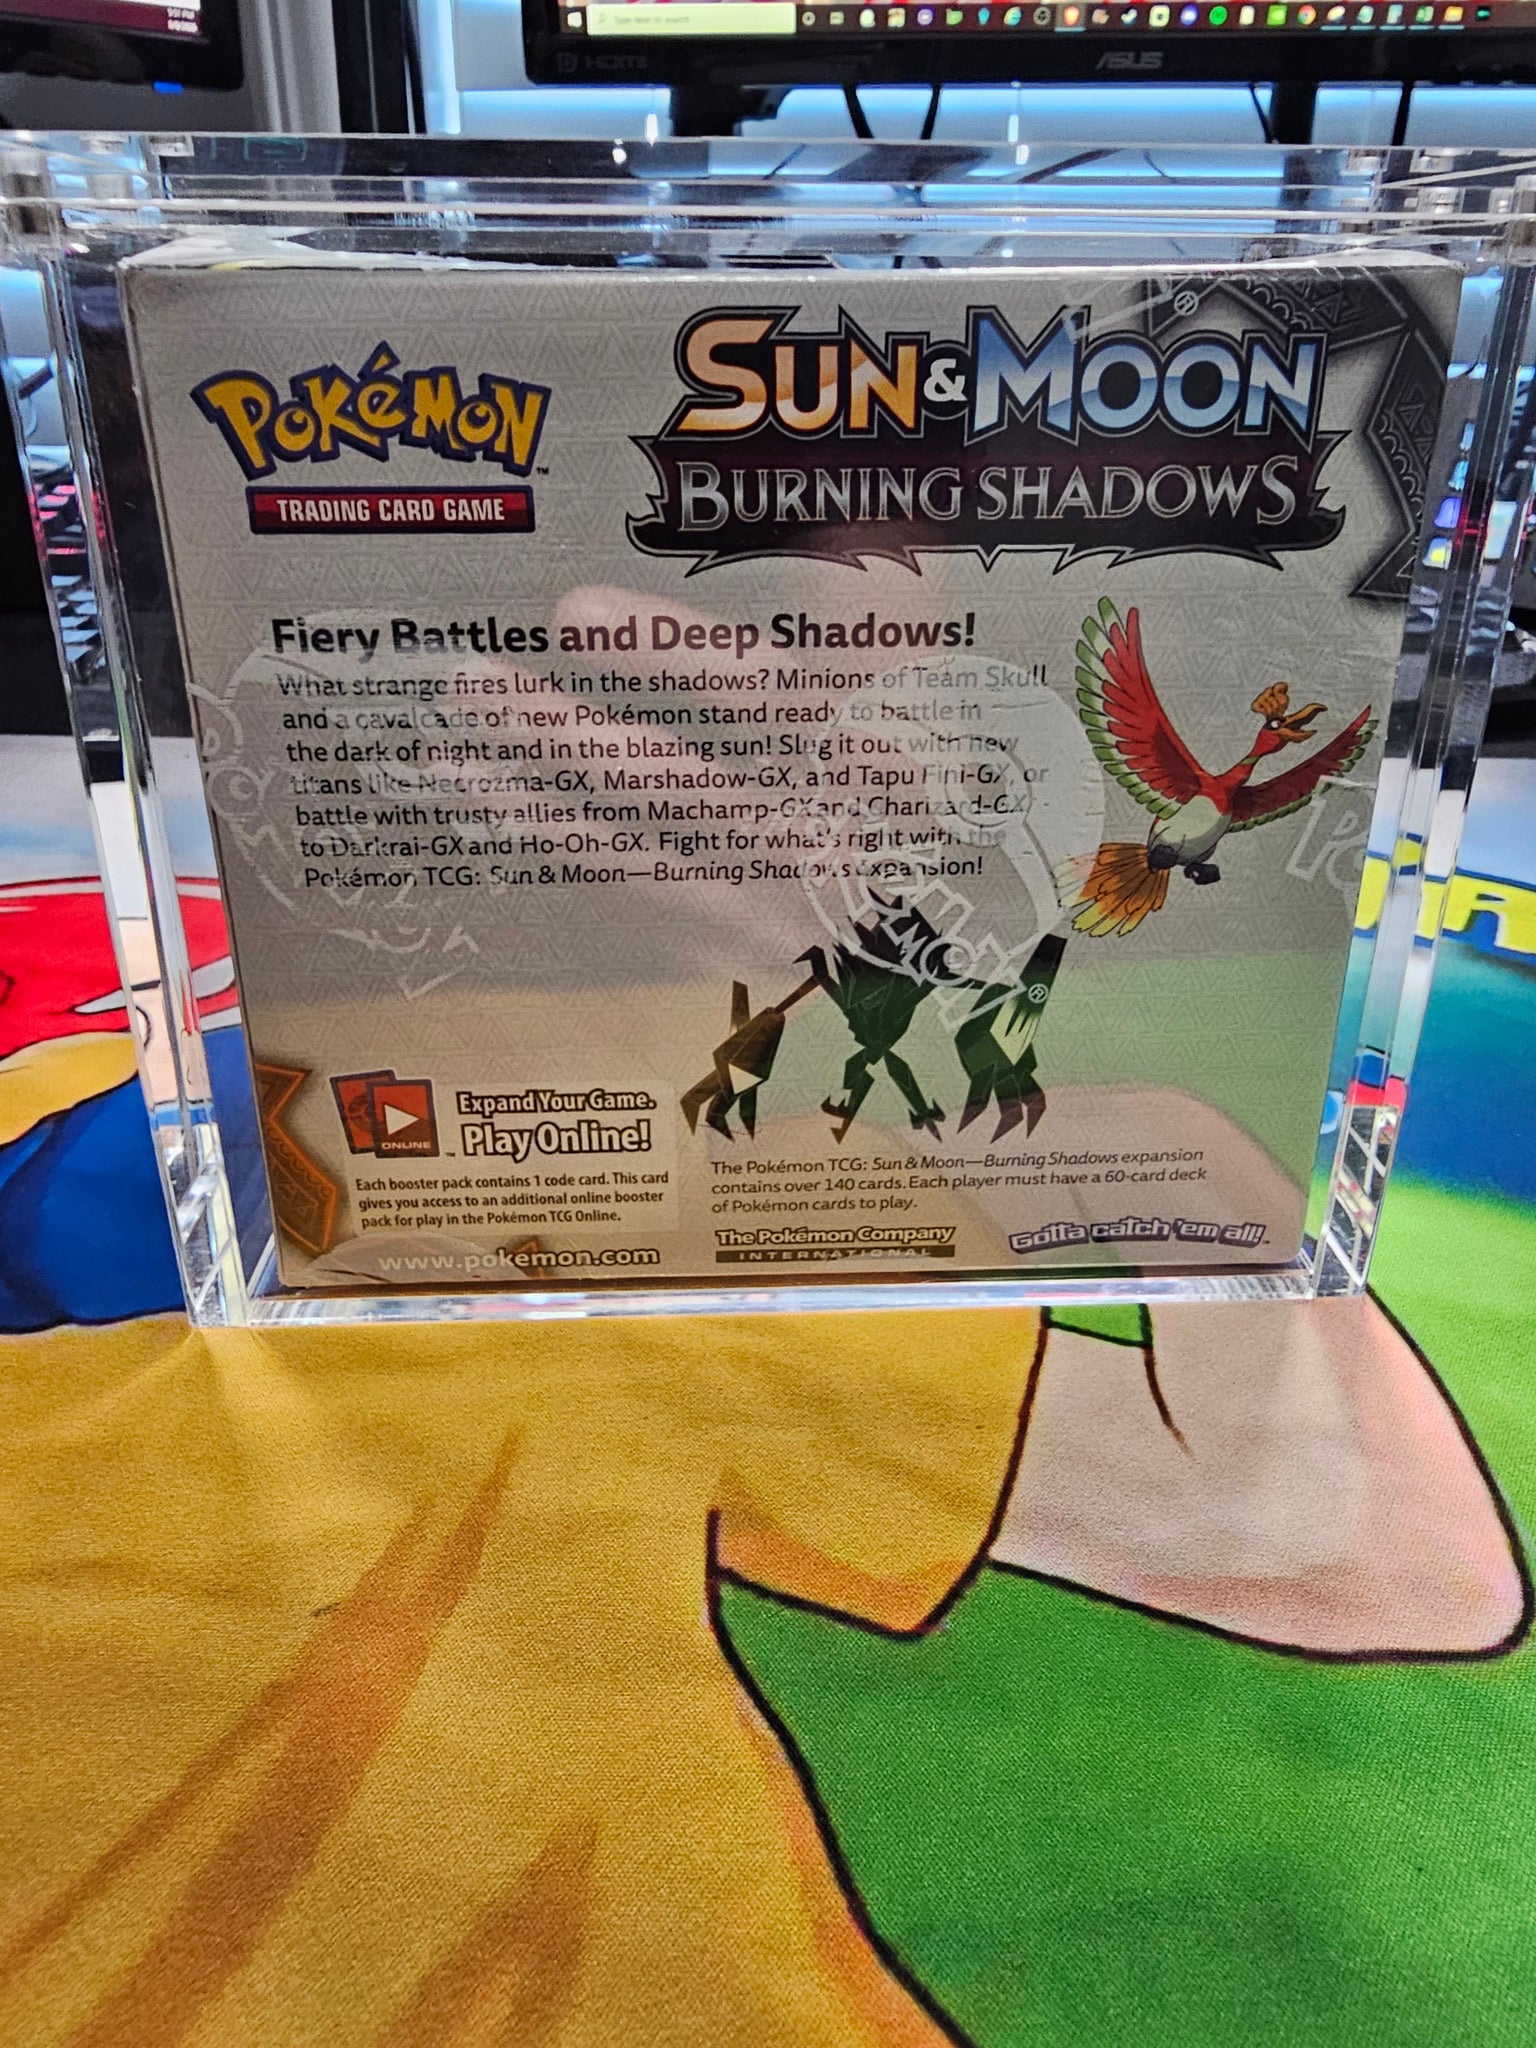 Type here to search
HDMI
ASUS
Pokémon
TRADING CARD GAME
SUN & MOON
BURNING SHADOWS
Fiery Battles and Deep Shadows!
What strange fires lurk in the shadows? Minions of Team Skull
and a cavalcade of new Pokémon stand ready to battle in
the dark of night and in the blazing sun! Slug it out with new
titans like Necrozma-GX, Marshadow-GX, and Tapu Fini-GX, or
battle with trusty allies from Machamp-GX and Charizard-GX
to Darkrai-GX and Ho-Oh-GX. Fight for what's right with the
Pokémon TCG: Sun & Moon—Burning Shadows expansion!
ONLINE
Expand Your Game.
Play Online!
Each booster pack contains 1 code card. This card
gives you access to an additional online booster
pack for play in the Pokémon TCG Online.
www.pokemon.com
The Pokémon TCG: Sun & Moon—Burning Shadows expansion
contains over 140 cards. Each player must have a 60-card deck
of Pokémon cards to play.
The Pokémon Company
INTERNATIONAL
Gotta catch 'em all!